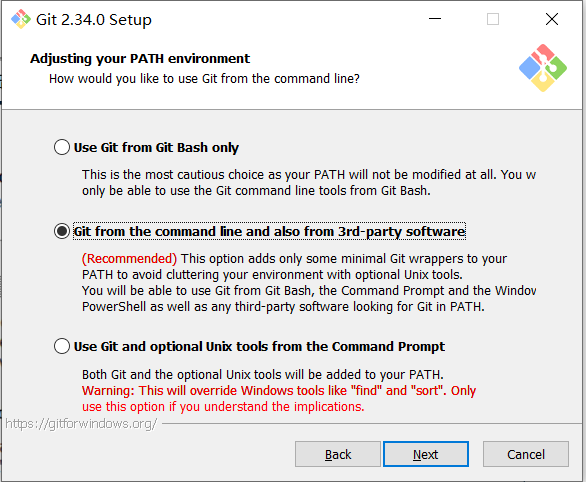 Git 2.34.0 Setup
Adjusting your PATH environment
How would you like to use Git from the command line?
Use Git from Git Bash only
This is the most cautious choice as your PATH will not be modified at all. You w
only be able to use the Git command line tools from Git Bash.
Git from the command line and also from 3rd-party software
(Recommended) This option adds only some minimal Git wrappers to your
PATH to avoid cluttering your environment with optional Unix tools.
You will be able to use Git from Git Bash, the Command Prompt and the Window
PowerShell as well as any third-party software looking for Git in PATH.
Use Git and optional Unix tools from the Command Prompt
Both Git and the optional Unix tools will be added to your PATH.
Warning: This will override Windows tools like "find" and "sort". Only
use this option if you understand the implications.
https://gitforwindows.org/
Back Next Cancel